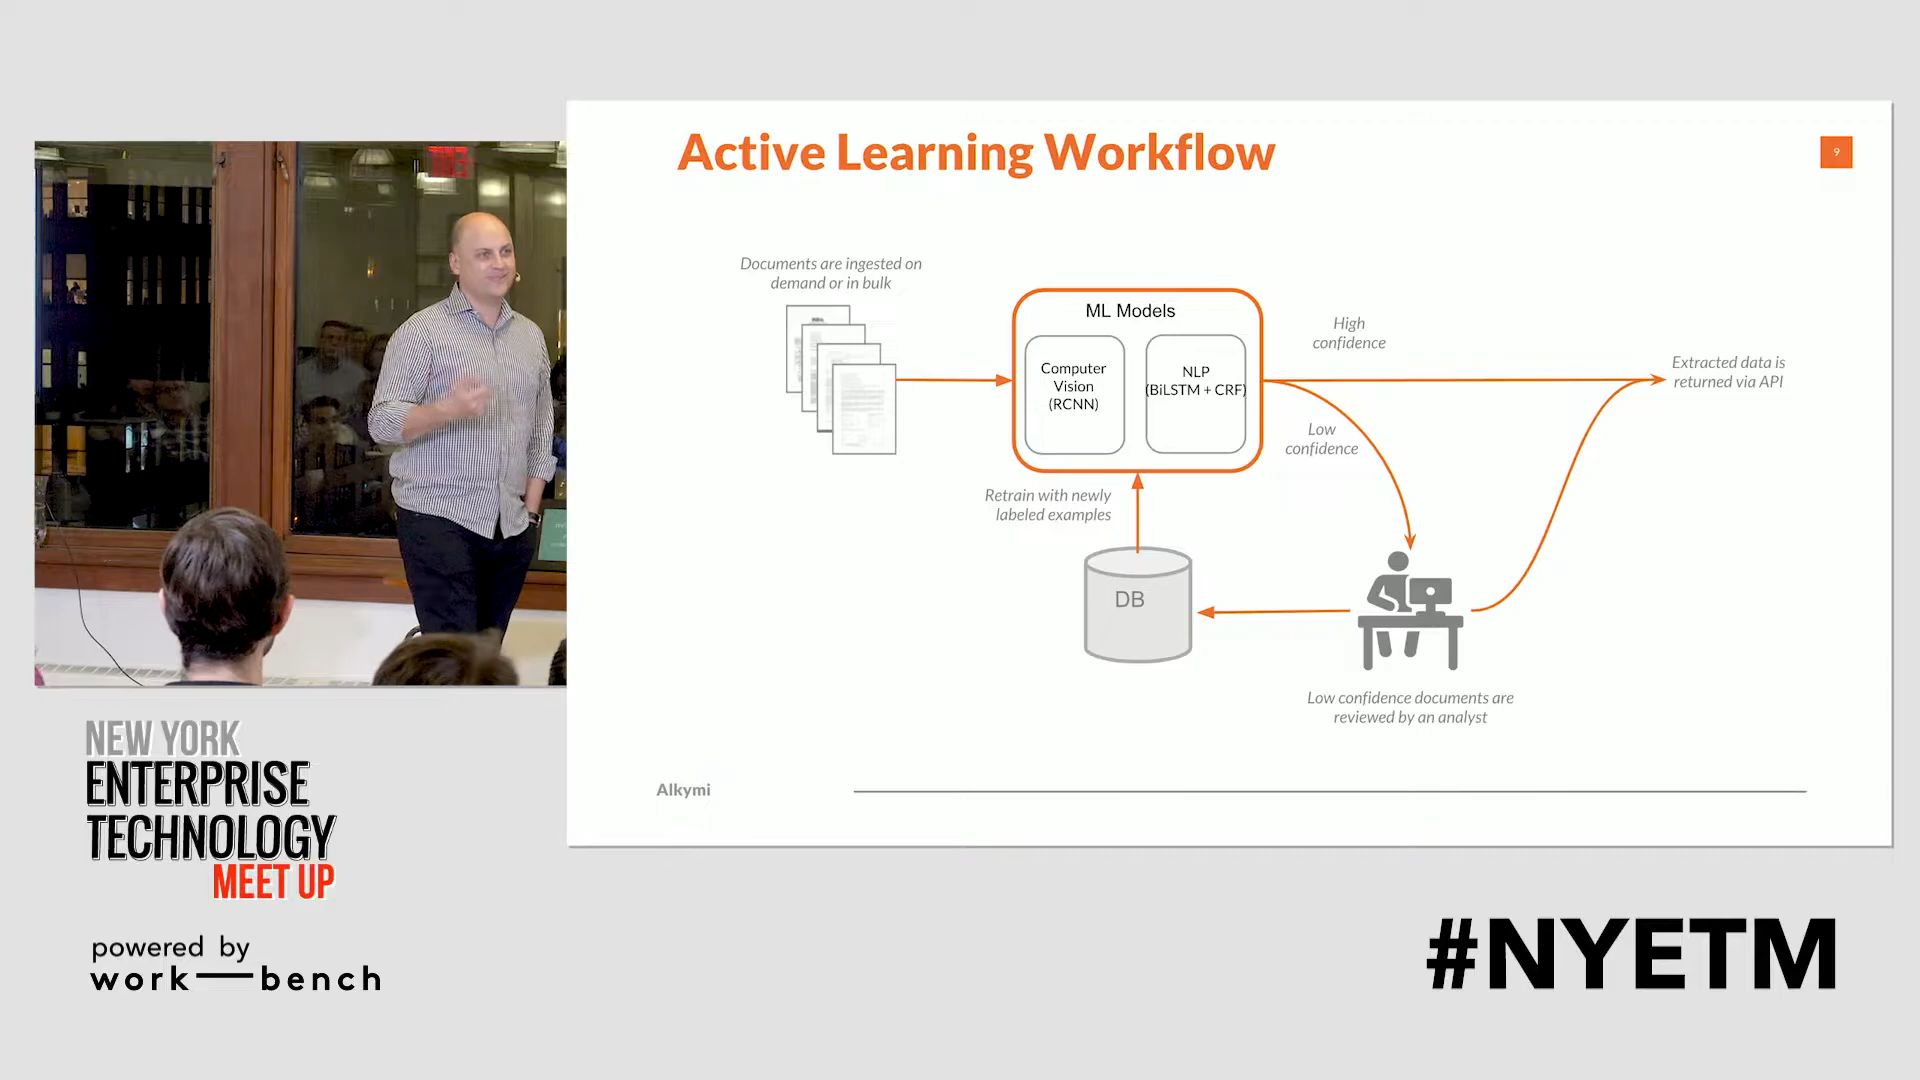 Active Learning Workflow
9
Documents are ingested on
demand or in bulk
ML Models
Computer
Vision
(RCNN)
NLP
(BiLSTM + CRF)
High
confidence
Low
confidence
Extracted data is
returned via API
Retrain with newly
labeled examples
DB
Low confidence documents are
reviewed by an analyst
Alkymi
NEW YORK
ENTERPRISE
TECHNOLOGY
MEET UP
powered by
work bench
#NYETM